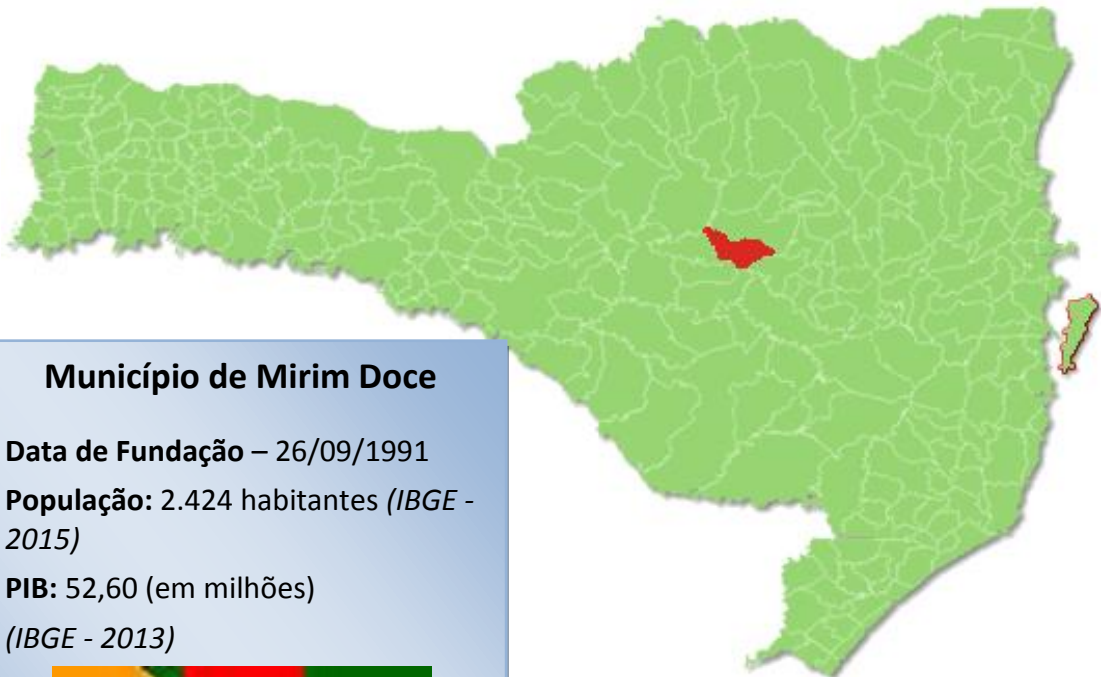 Município de Mirim Doce
Data de Fundação – 26/09/1991
População: 2.424 habitantes (IBGE -
2015)
PIB: 52,60 (em milhões)
(IBGE - 2013)